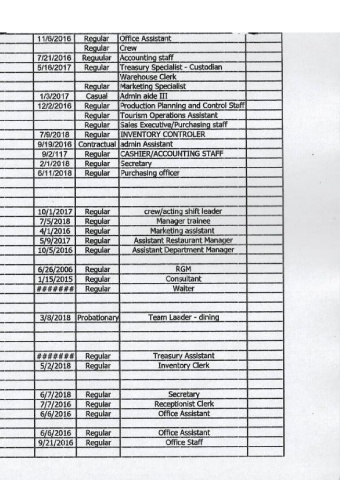 11/6/2016 Regular Office Assistant
Regular Crew
7/21/2016 Reguular Accounting staff
5/16/2017 Regular Treasury Specialist - Custodian
Warehouse Clerk
Regular Marketing Specialist
1/3/2017 Casual Admin aide III
12/2/2016 Regular Production Planning and Control Staff
Regular Tourism Operations Assistant
Regular Sales Executive/Purchasing staff
7/9/2018 Regular INVENTORY CONTROLER
9/19/2016 Contractual admin Assistant
9/2/117 Regular CASHIER/ACCOUNTING STAFF
2/1/2018 Regular Secretary
6/11/2018 Regular Purchasing officer
10/1/2017 Regular crew/acting shift leader
7/5/2018 Regular Manager trainee
4/1/2016 Regular Marketing assistant
5/9/2017 Regular Assistant Restaurant Manager
10/5/2016 Regular Assistant Department Manager
6/26/2006 Regular RGM
1/15/2015 Regular Consultant
####### Regular Waiter
3/8/2018 Probationary Team Laader - dining
####### Regular Treasury Assistant
5/2/2018 Regular Inventory Clerk
6/7/2018 Regular Secretary
7/7/2016 Regular Receptionist Clerk
6/6/2016 Regular Office Assistant
6/6/2016 Regular Office Assistant
9/21/2016 Regular Office Staff